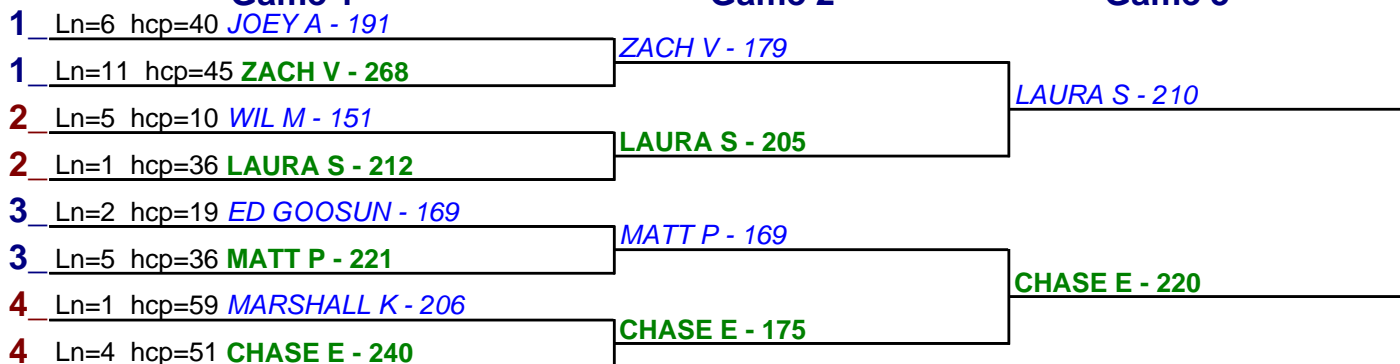 1_ Ln=6 hcp=40 JOEY A - 191
1_ Ln=11 hcp=45 ZACH V - 268
2_ Ln=5 hcp=10 WIL M - 151
2_ Ln=1 hcp=36 LAURA S - 212
3_ Ln=2 hcp=19 ED GOOSUN - 169
3_ Ln=5 hcp=36 MATT P - 221
4_ Ln=1 hcp=59 MARSHALL K - 206
4 Ln=4 hcp=51 CHASE E - 240
ZACH V - 179
LAURA S - 205
MATT P - 169
CHASE E - 175
LAURA S - 210
CHASE E - 220